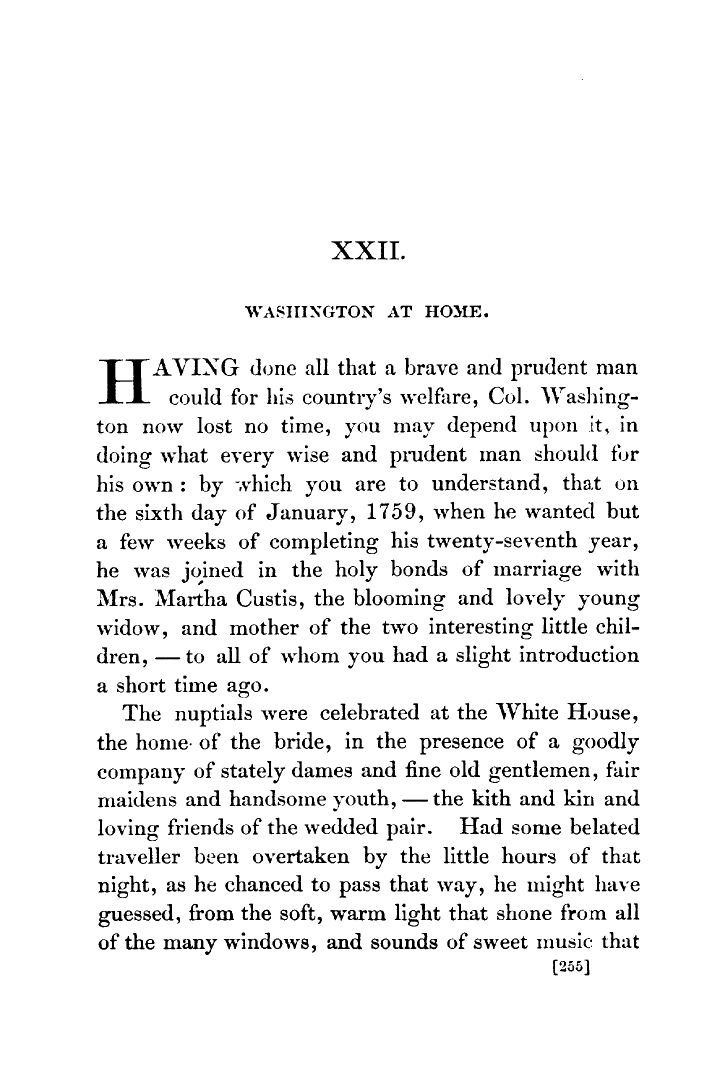 XXII.
WASHINGTON AT HOME.
HAVING done all that a brave and prudent man
could for his country's welfare, Col. Washing-
ton now lost no time, you may depend upon it, in
doing what every wise and prudent man should for
his own : by which you are to understand, that on
the sixth day of January, 1759, when he wanted but
a few weeks of completing his twenty-seventh year,
he was joined in the holy bonds of marriage with
Mrs. Martha Custis, the blooming and lovely young
widow, and mother of the two interesting little chil-
dren, — to all of whom you had a slight introduction
a short time ago.
The nuptials were celebrated at the White House,
the home of the bride, in the presence of a goodly
company of stately dames and fine old gentlemen, fair
maidens and handsome youth, — the kith and kin and
loving friends of the wedded pair. Had some belated
traveller been overtaken by the little hours of that
night, as he chanced to pass that way, he might have
guessed, from the soft, warm light that shone from all
of the many windows, and sounds of sweet music that
[255]